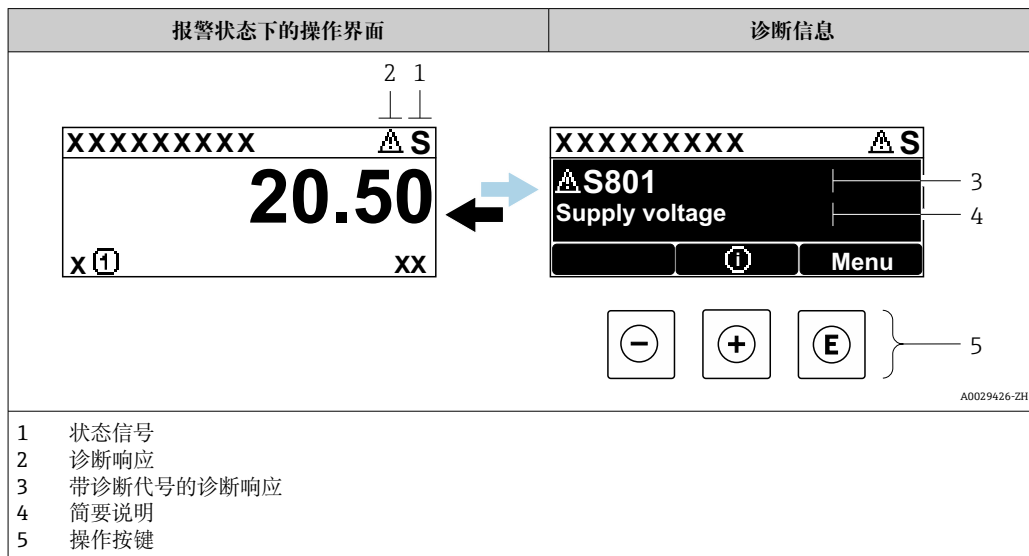 报警状态下的操作界面
诊断信息
2 1
XXXXXXXXX ⚠ S
20.50
X ① XX
XXXXXXXXX ⚠ S
⚠S801
Supply voltage
ⓘ Menu
3
4
− + E
5
A0029426-ZH
1 状态信号
2 诊断响应
3 带诊断代号的诊断响应
4 简要说明
5 操作按键